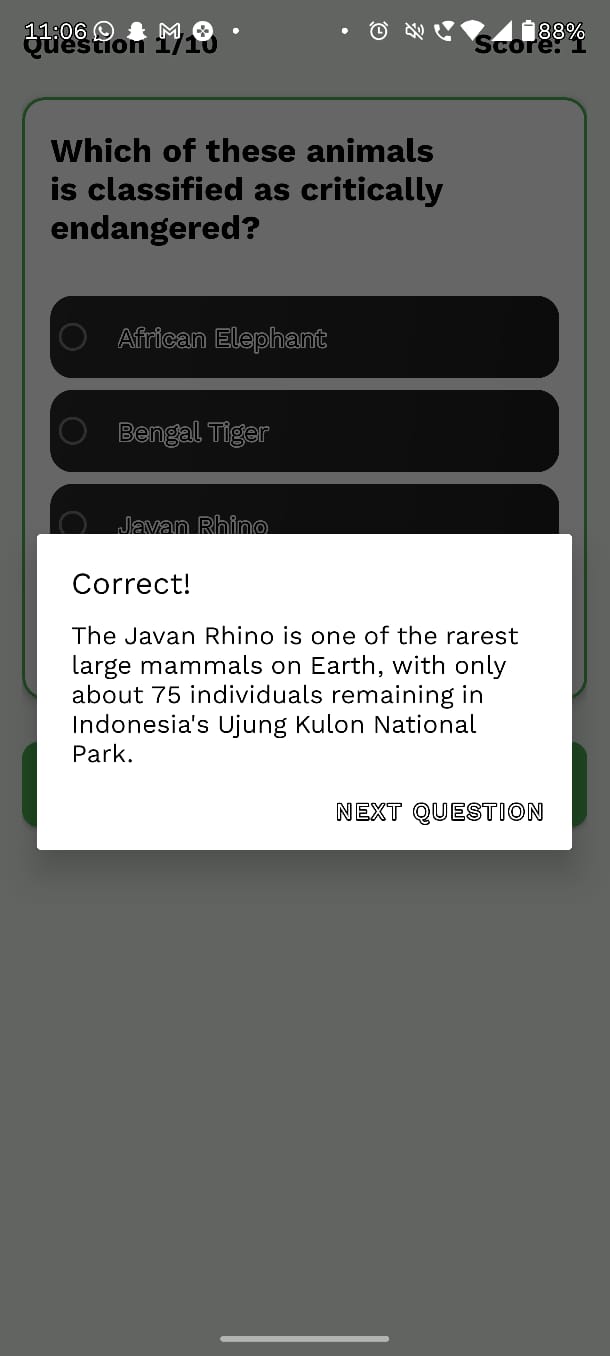 11:06 88%
Question 1/10 Score: 1
Which of these animals
is classified as critically
endangered?
African Elephant
Bengal Tiger
Javan Rhino
Correct!
The Javan Rhino is one of the rarest
large mammals on Earth, with only
about 75 individuals remaining in
Indonesia's Ujung Kulon National
Park.
NEXT QUESTION